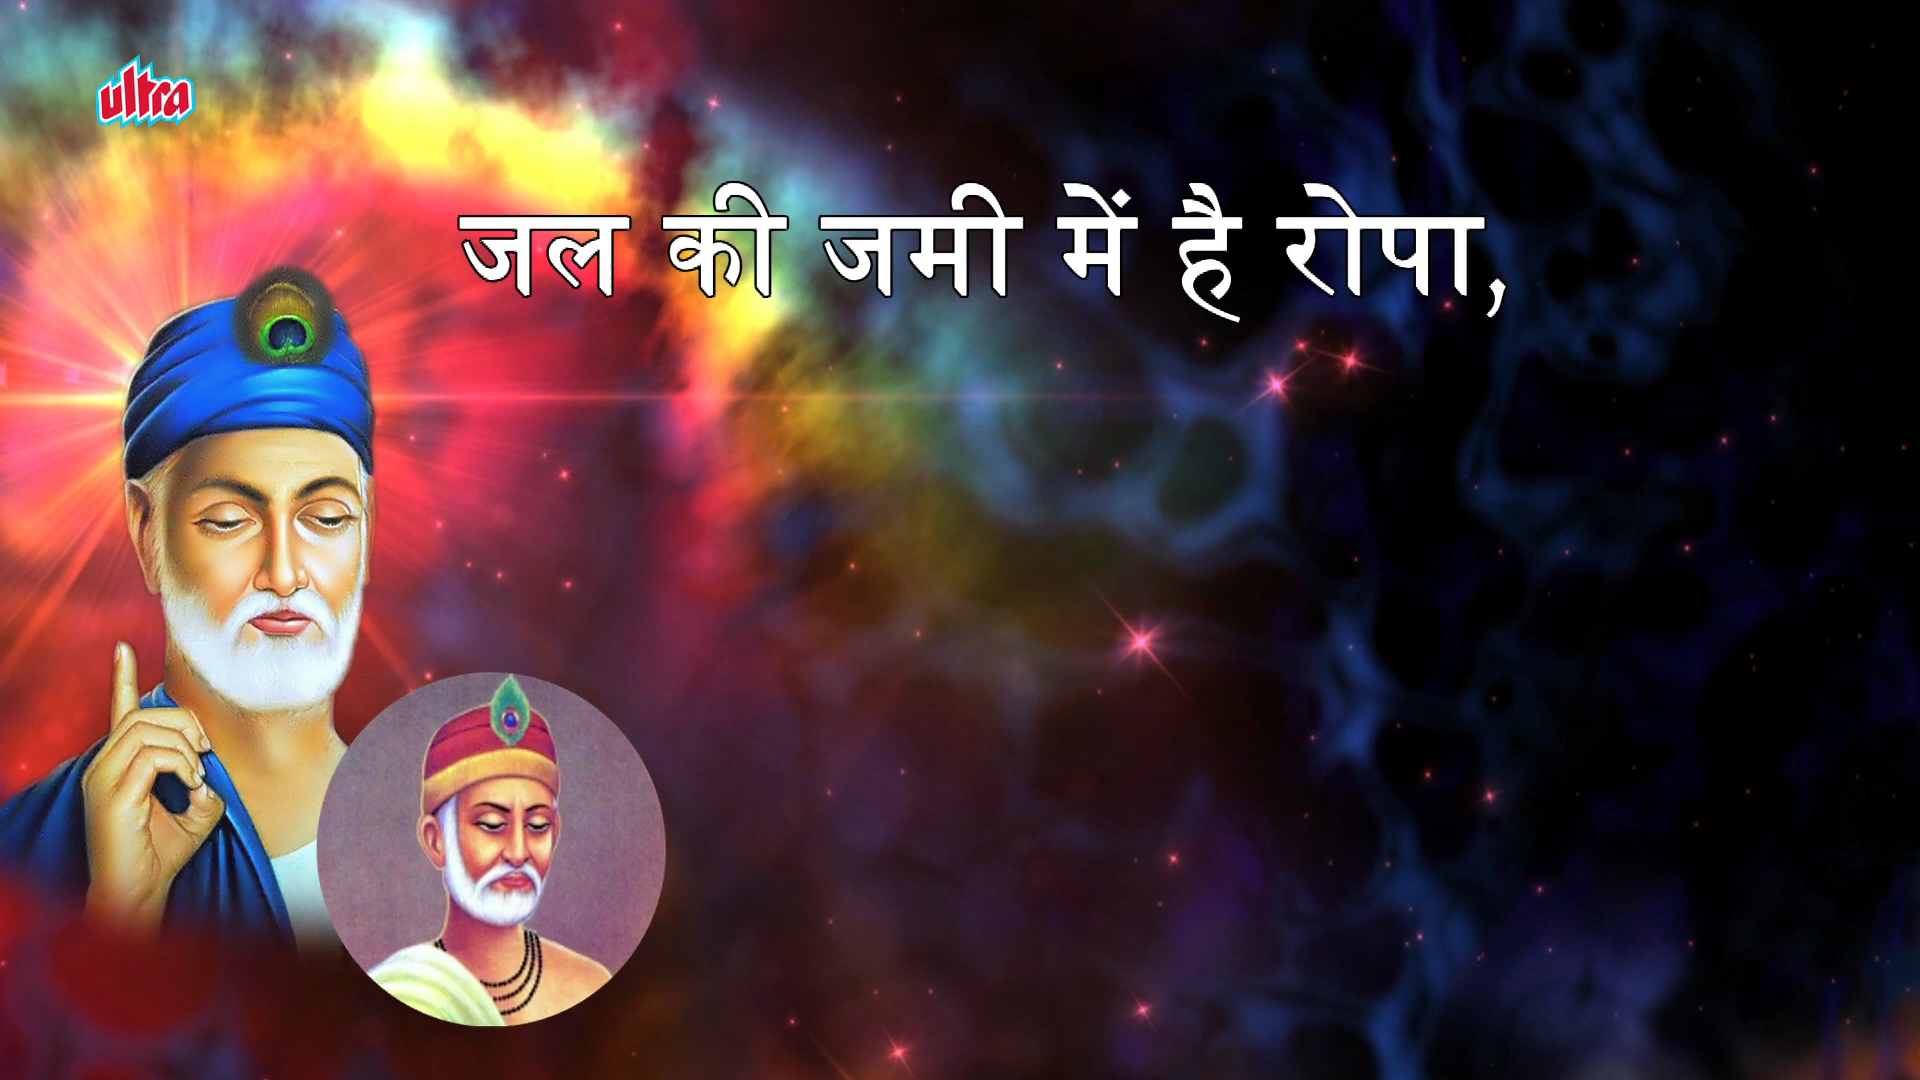 ultra
जल की जमी में है रोपा,